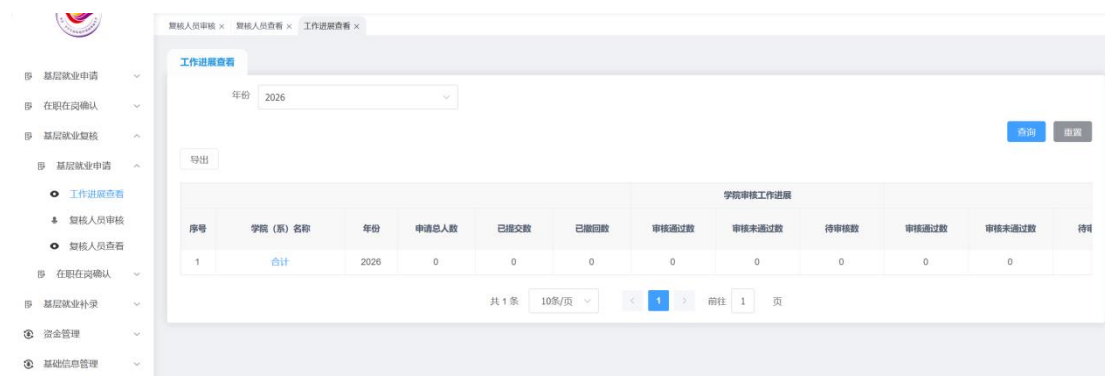 复核人员审核 × 复核人员查看 × 工作进展查看 ×
工作进展查看
基层就业申请
在职在岗确认
基层就业复核
基层就业申请
工作进展查看
复核人员审核
复核人员查看
在职在岗确认
基层就业补录
资金管理
基础信息管理
年份 2026
查询 重置
导出
学院审核工作进展
序号 学院（系）名称 年份 申请总人数 已提交数 已撤回数 审核通过数 审核未通过数 待审核数 审核通过数 审核未通过数 待
1 合计 2026 0 0 0 0 0 0 0 0
共 1 条 10条/页 < 1 > 前往 1 页